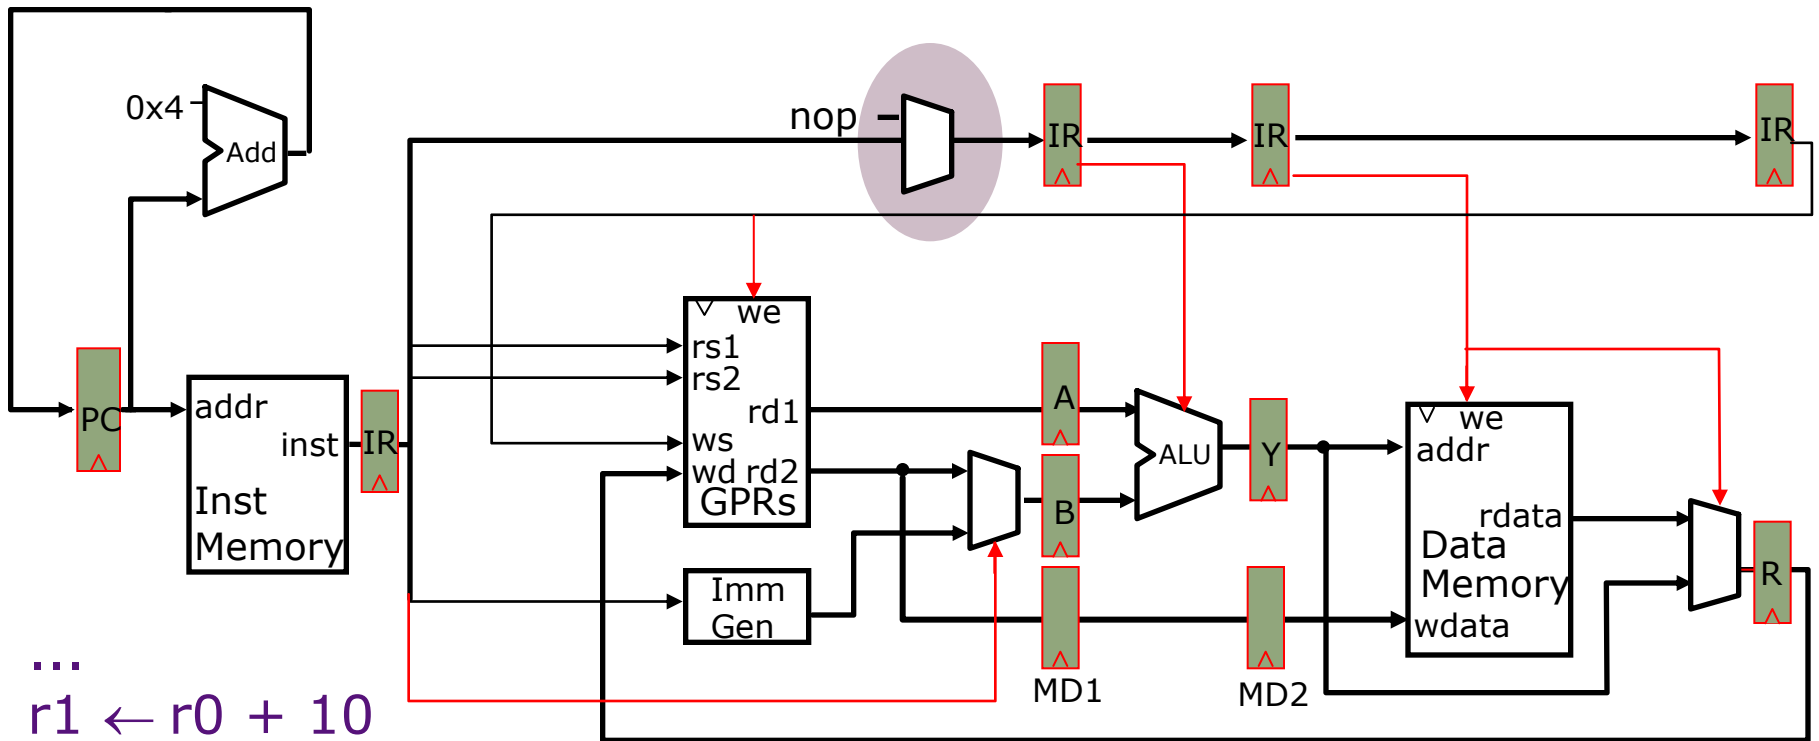 0x4
Add
nop
IR
IR
IR
PC
addr
inst
Inst
Memory
IR
we
rs1
rs2
rd1
ws
wd rd2
GPRs
Imm
Gen
A
B
MD1
ALU
Y
MD2
we
addr
rdata
Data
Memory
wdata
R
...
r1 ← r0 + 10